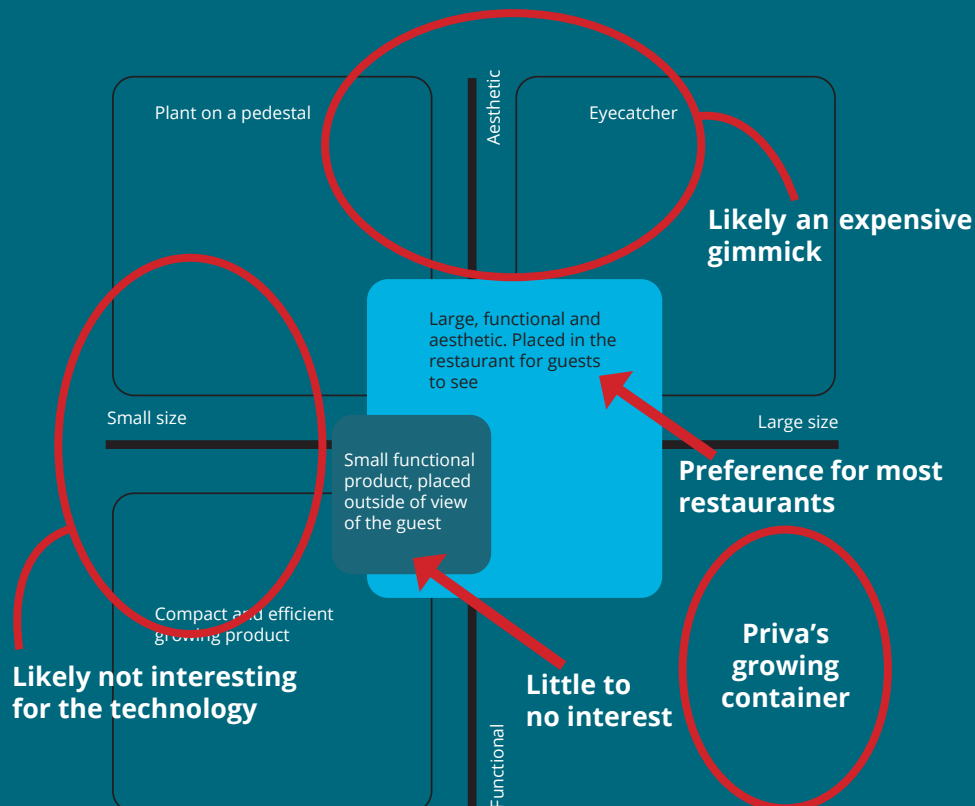 Plant on a pedestal
Aesthetic
Eyecatcher
Likely an expensive
gimmick
Large, functional and
aesthetic. Placed in the
restaurant for guests
to see
Small size
Large size
Small functional
product, placed
outside of view
of the guest
Preference for most
restaurants
Compact and efficient
growing product
Likely not interesting
for the technology
Little to
no interest
Priva's
growing
container
Functional